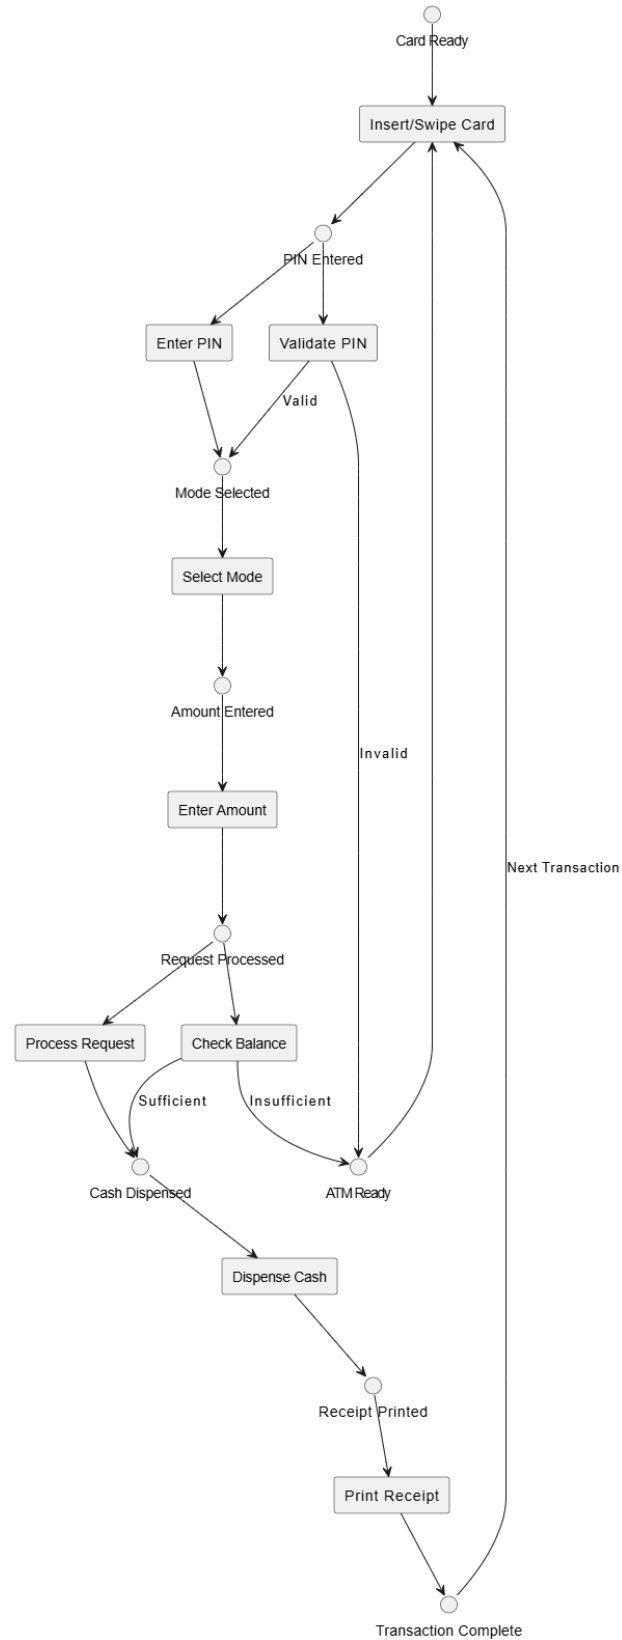 Card Ready
Insert/Swipe Card
PIN Entered
Enter PIN
Validate PIN
Valid
Mode Selected
Select Mode
Amount Entered
Invalid
Enter Amount
Next Transaction
Request Processed
Process Request
Check Balance
Sufficient
Insufficient
Cash Dispensed
ATM Ready
Dispense Cash
Receipt Printed
Print Receipt
Transaction Complete